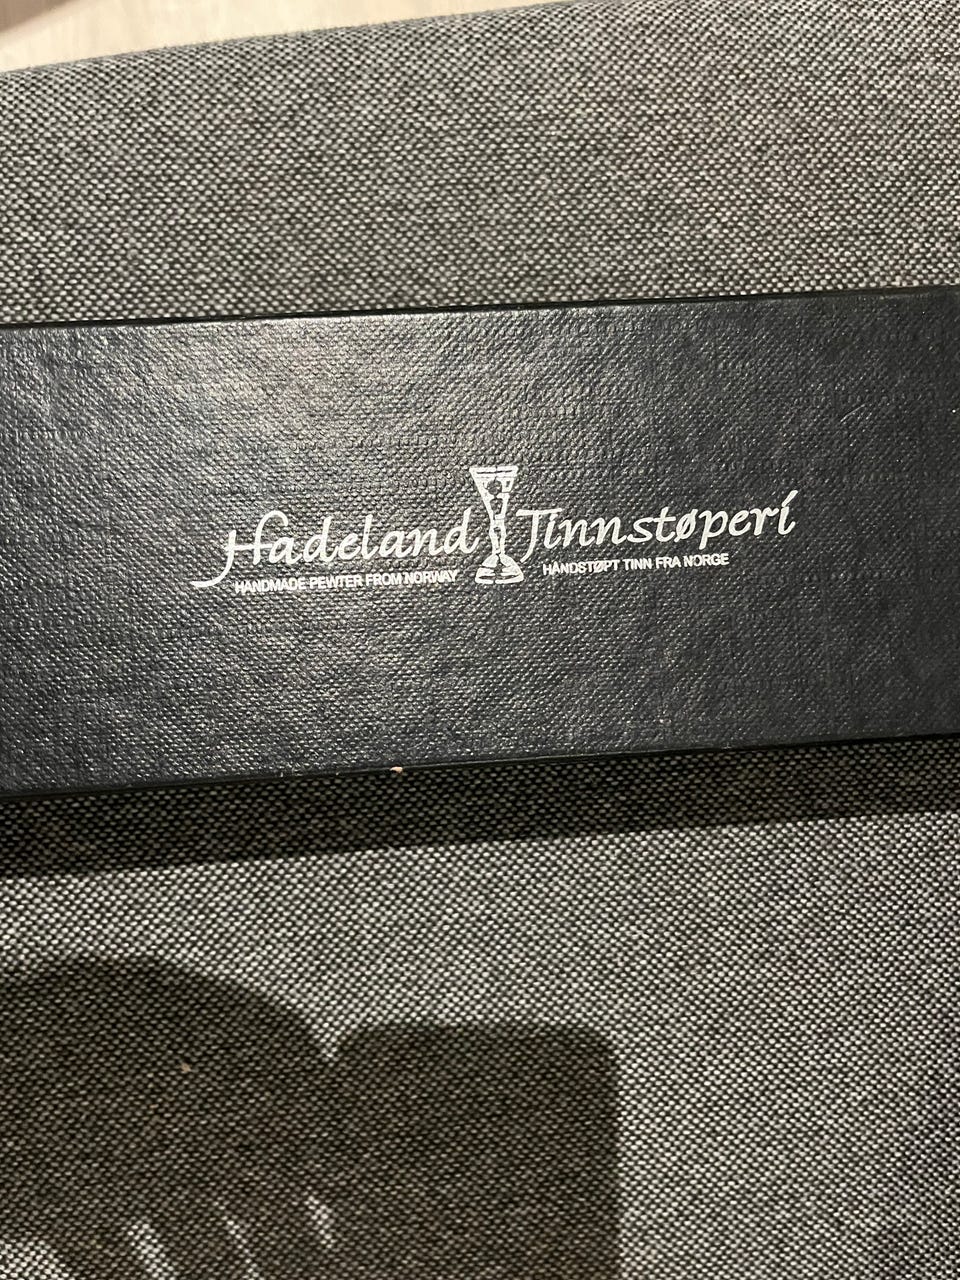 Hadeland Tinnstøperi
HANDMADE PEWTER FROM NORWAY HÅNDSTØPT TINN FRA NORGE